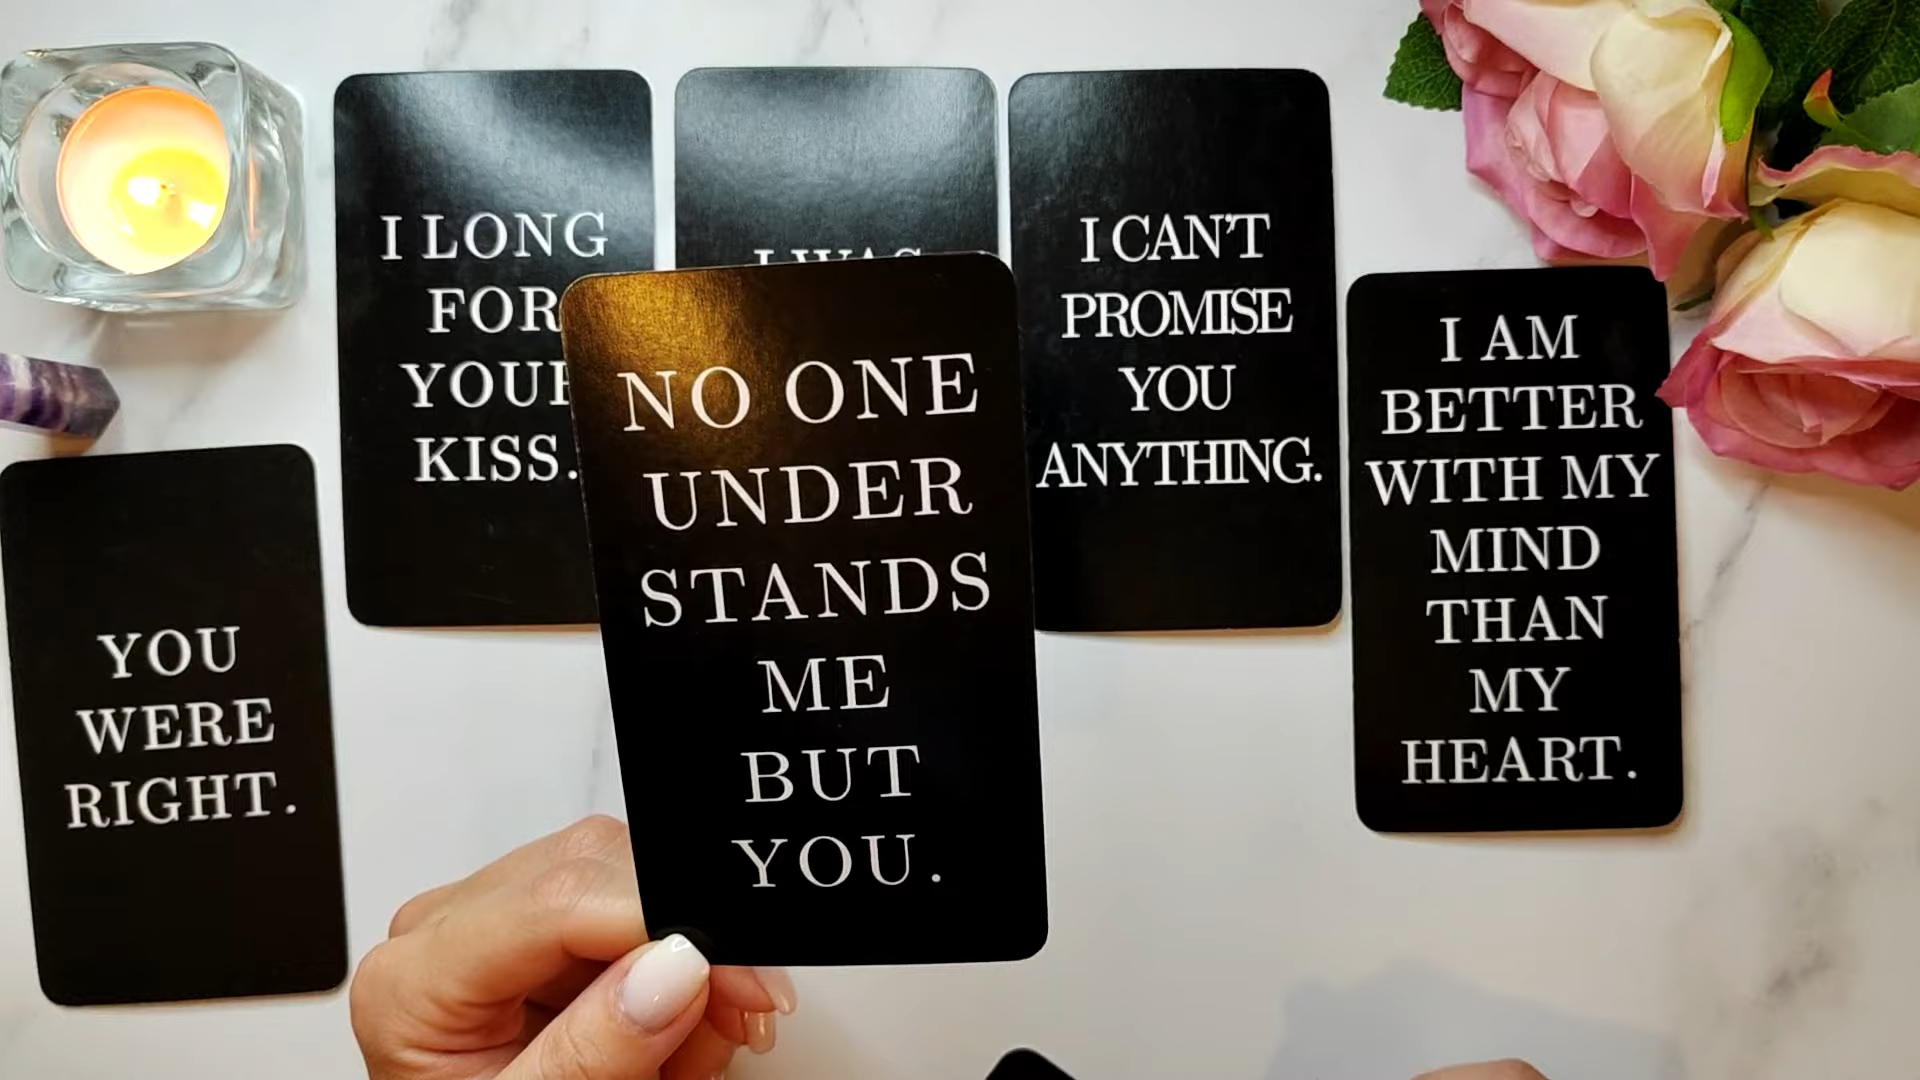 I LONG
FOR
YOUR
KISS.
I WAS
I CAN'T
PROMISE
YOU
ANYTHING.
I AM
BETTER
WITH MY
MIND
THAN
MY
HEART.
YOU
WERE
RIGHT.
NO ONE
UNDER
STANDS
ME
BUT
YOU.